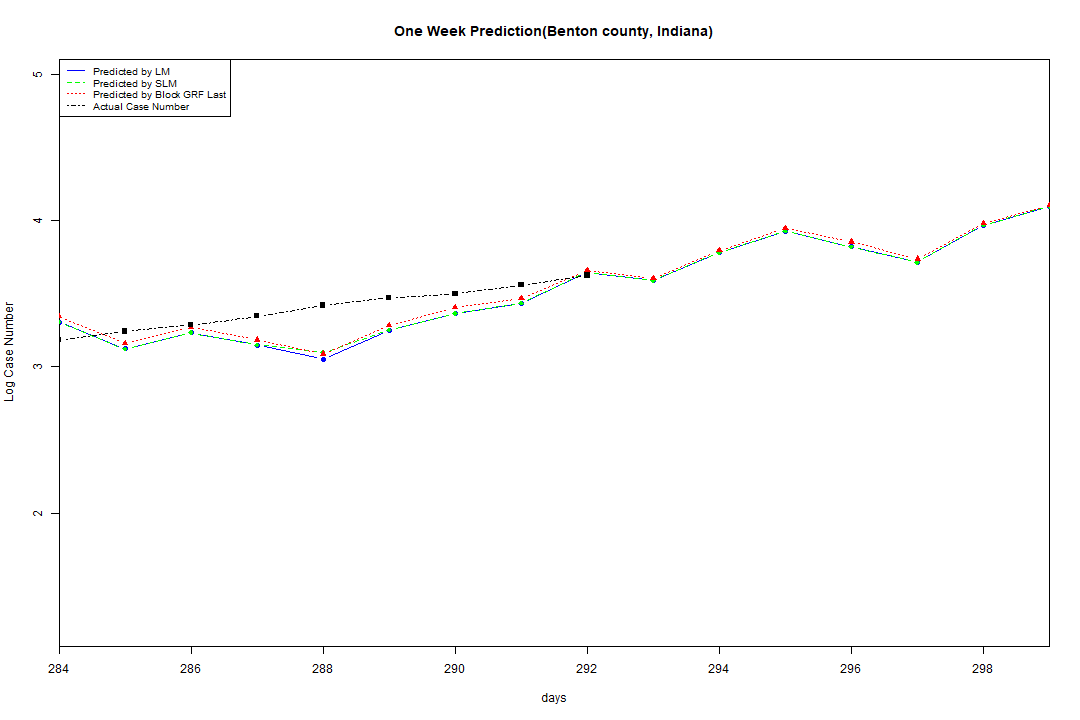 One Week Prediction(Benton county, Indiana)
Predicted by LM
Predicted by SLM
Predicted by Block GRF Last
Actual Case Number
5
4
3
2
Log Case Number
284 286 288 290 292 294 296 298
days